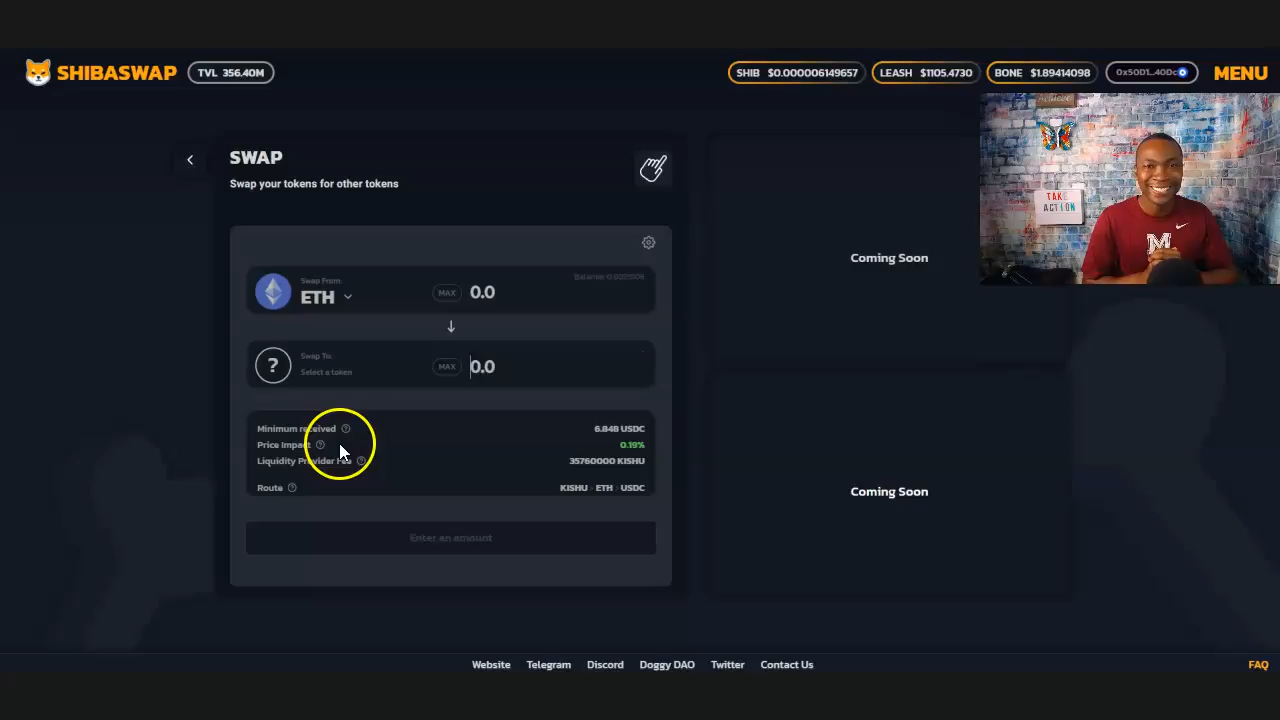 SHIBASWAP
TVL 356.40M
SHIB $0.000006149657
LEASH $1105.4730
BONE $1.89414098
0x50D1...40Dc
MENU
SWAP
Swap your tokens for other tokens
Swap From:
ETH
MAX
0.0
Swap To:
Select a token
MAX
0.0
Minimum received
6.848 USDC
Price Impact
0.19%
Liquidity Provider Fee
35760000 KISHU
Route
KISHU > ETH > USDC
Enter an amount
Coming Soon
Coming Soon
TAKE
ACTION
M
Website
Telegram
Discord
Doggy DAO
Twitter
Contact Us
FAQ